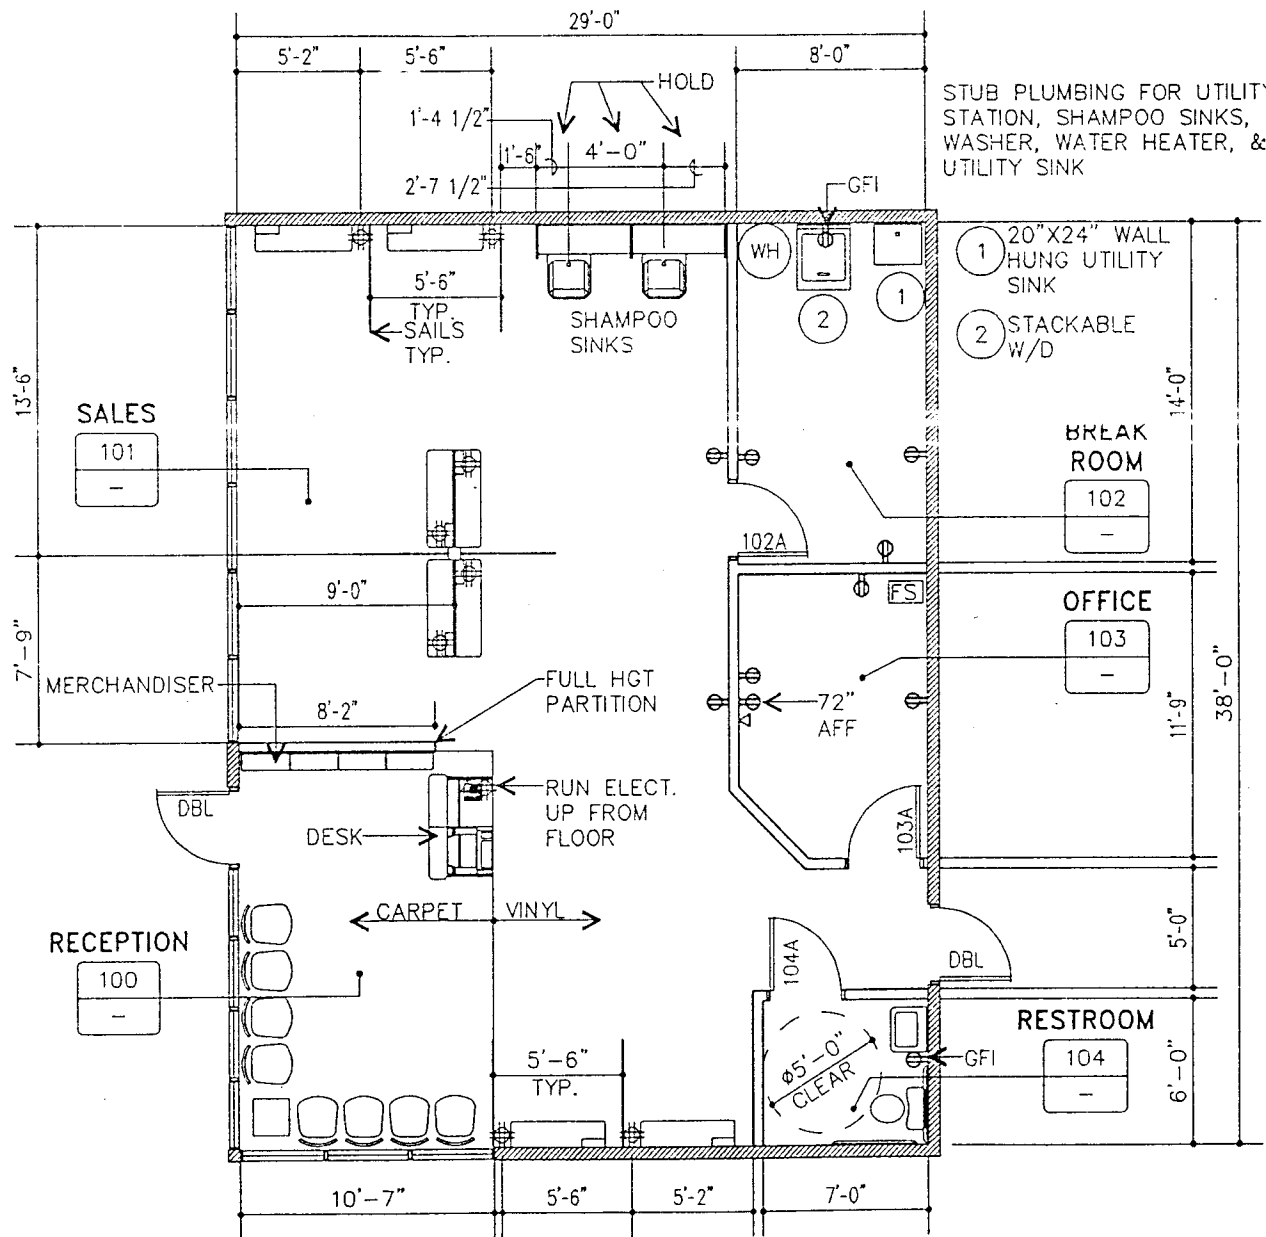 29'-0"
5'-2"
5'-6"
8'-0"
HOLD
1'-4 1/2"
1'-6"
4'-0"
2'-7 1/2"
GFI
STUB PLUMBING FOR UTILITY
STATION, SHAMPOO SINKS,
WASHER, WATER HEATER, &
UTILITY SINK
WH
1
2
1
20"X24" WALL
HUNG UTILITY
SINK
2
STACKABLE
W/D
5'-6"
TYP.
SAILS
TYP.
SHAMPOO
SINKS
13'-6"
14'-0"
SALES
101
–
BREAK
ROOM
102
–
102A
9'-0"
FS
OFFICE
103
–
7'-9"
MERCHANDISER
8'-2"
FULL HGT
PARTITION
72"
AFF
11'-9"
38'-0"
DBL
RUN ELECT.
UP FROM
FLOOR
DESK
103A
CARPET
VINYL
RECEPTION
100
–
104A
DBL
5'-0"
RESTROOM
104
–
GFI
ø5'-0"
CLEAR
5'-6"
TYP.
6'-0"
10'-7"
5'-6"
5'-2"
7'-0"